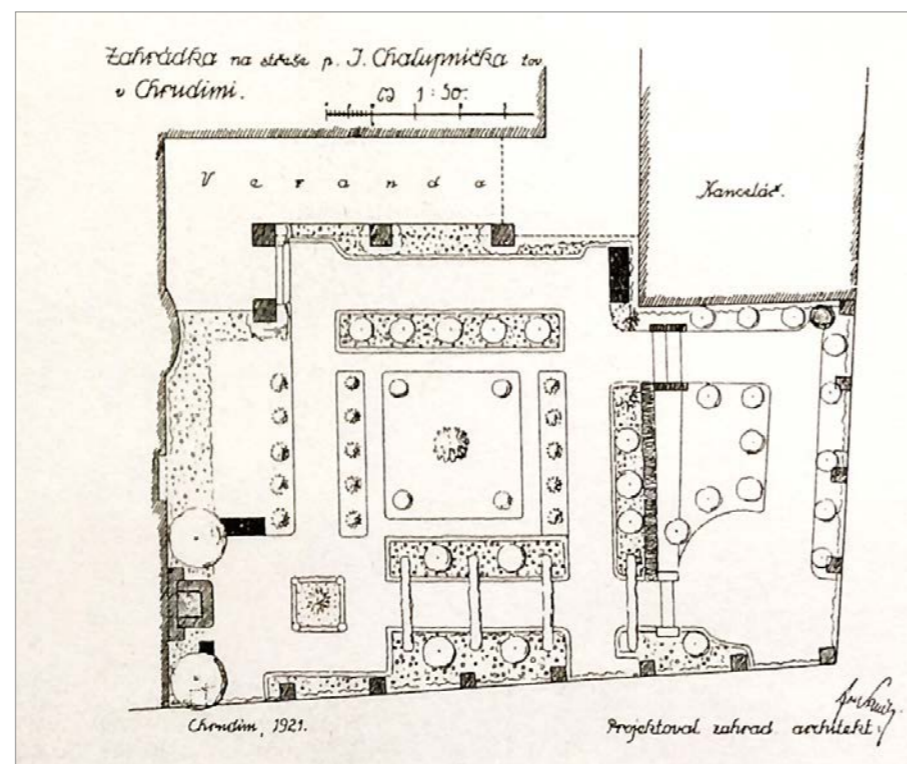 Zahrádka na střeše p. J. Chalupníčka tov
v Chrudimi.
1:50.
Veranda
Kancelář.
Chrudim, 1921.
Projektoval zahrad. architekt: